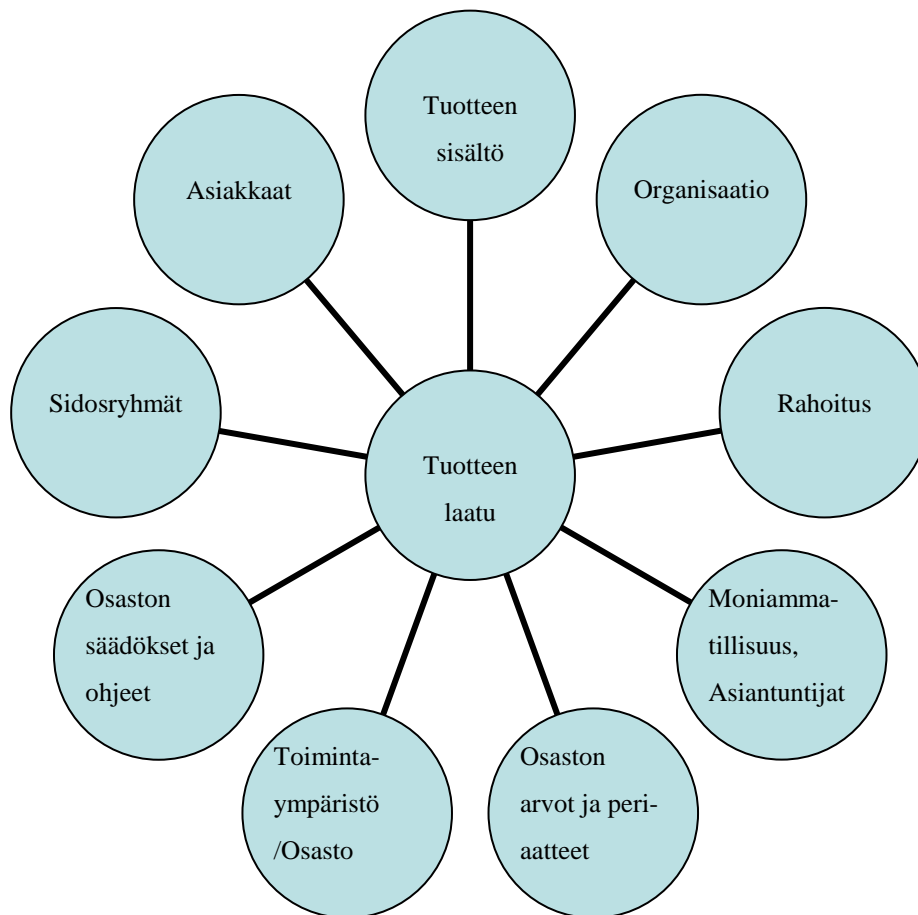 Tuotteen
sisältö
Organisaatio
Rahoitus
Moniamma-
tillisuus,
Asiantuntijat
Osaston
arvot ja peri-
aatteet
Toiminta-
ympäristö
/Osasto
Osaston
säädökset ja
ohjeet
Sidosryhmät
Asiakkaat
Tuotteen
laatu